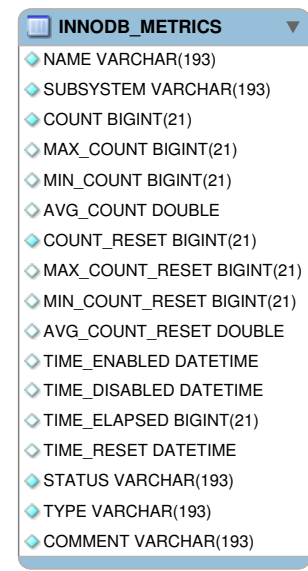 INNODB_METRICS
NAME VARCHAR(193)
SUBSYSTEM VARCHAR(193)
COUNT BIGINT(21)
MAX_COUNT BIGINT(21)
MIN_COUNT BIGINT(21)
AVG_COUNT DOUBLE
COUNT_RESET BIGINT(21)
MAX_COUNT_RESET BIGINT(21)
MIN_COUNT_RESET BIGINT(21)
AVG_COUNT_RESET DOUBLE
TIME_ENABLED DATETIME
TIME_DISABLED DATETIME
TIME_ELAPSED BIGINT(21)
TIME_RESET DATETIME
STATUS VARCHAR(193)
TYPE VARCHAR(193)
COMMENT VARCHAR(193)